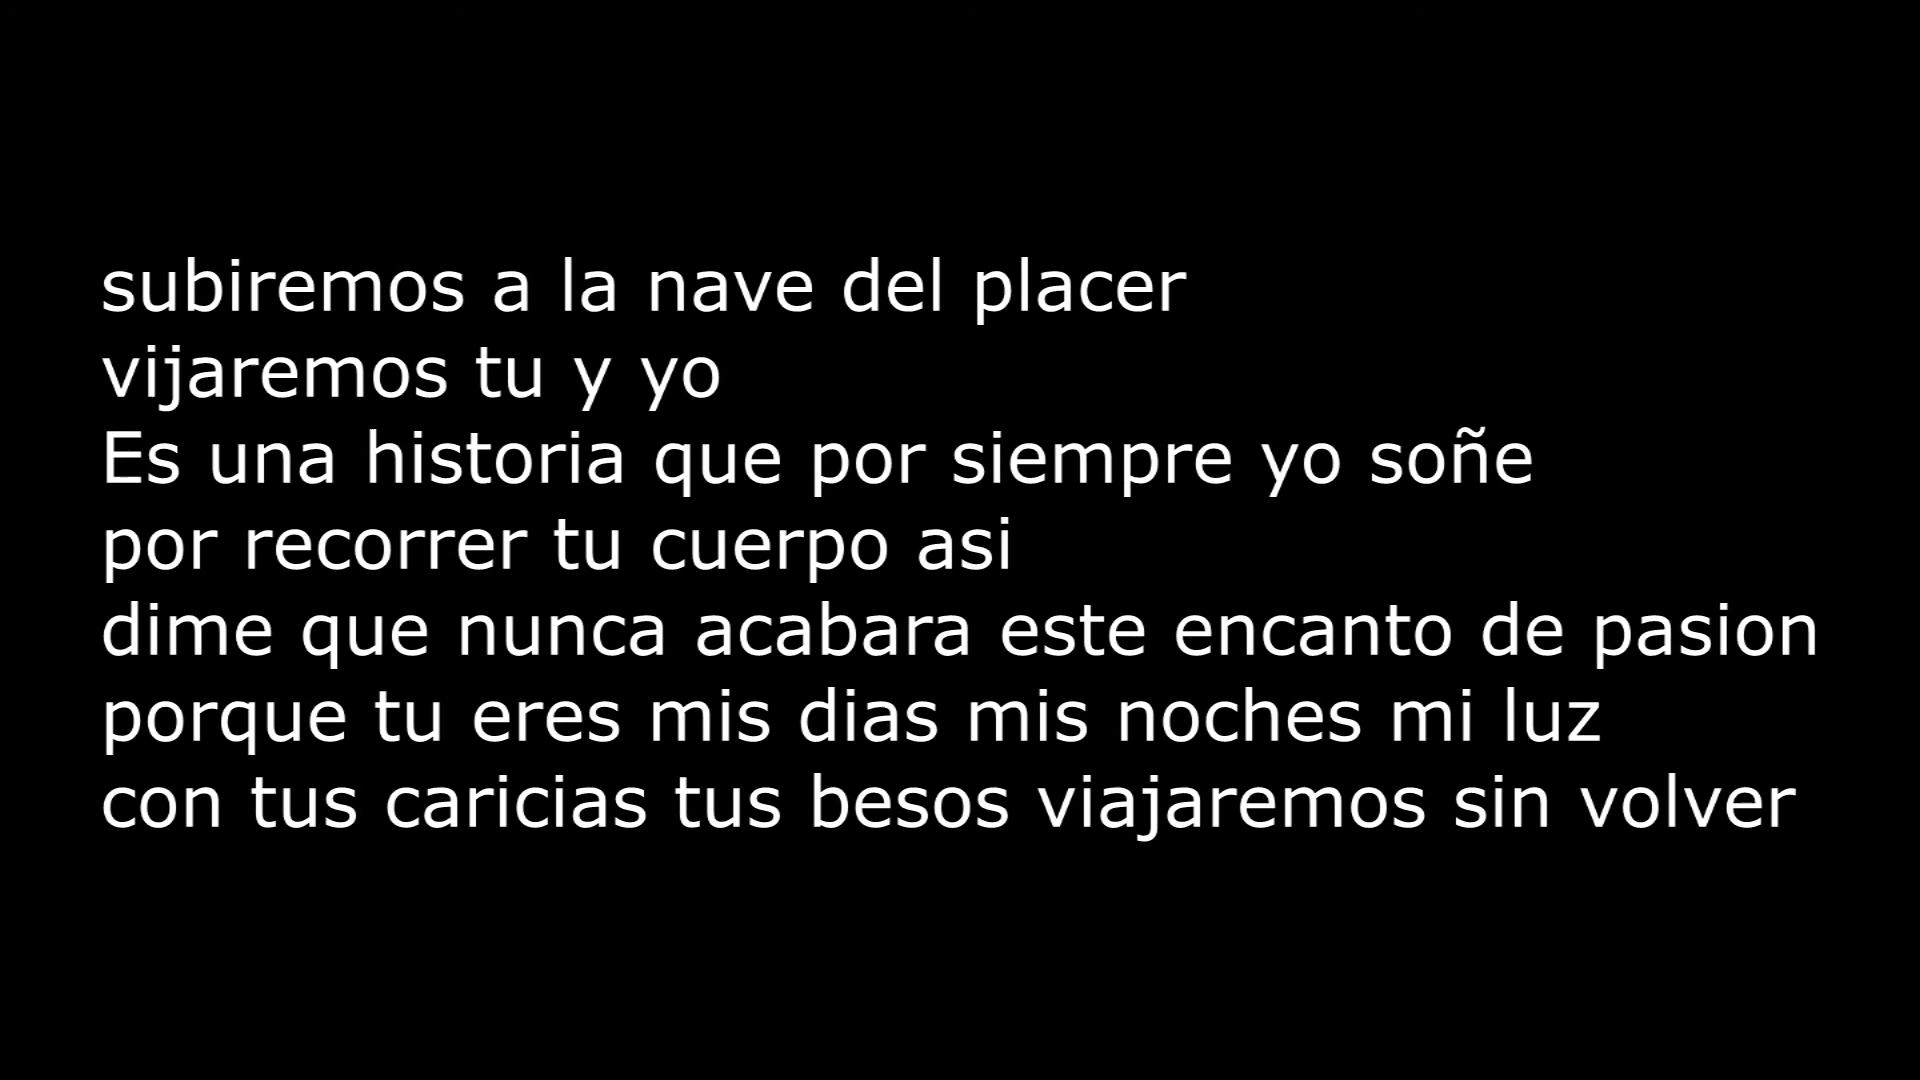 subiremos a la nave del placer
vijaremos tu y yo
Es una historia que por siempre yo soñe
por recorrer tu cuerpo asi
dime que nunca acabara este encanto de pasion
porque tu eres mis dias mis noches mi luz
con tus caricias tus besos viajaremos sin volver